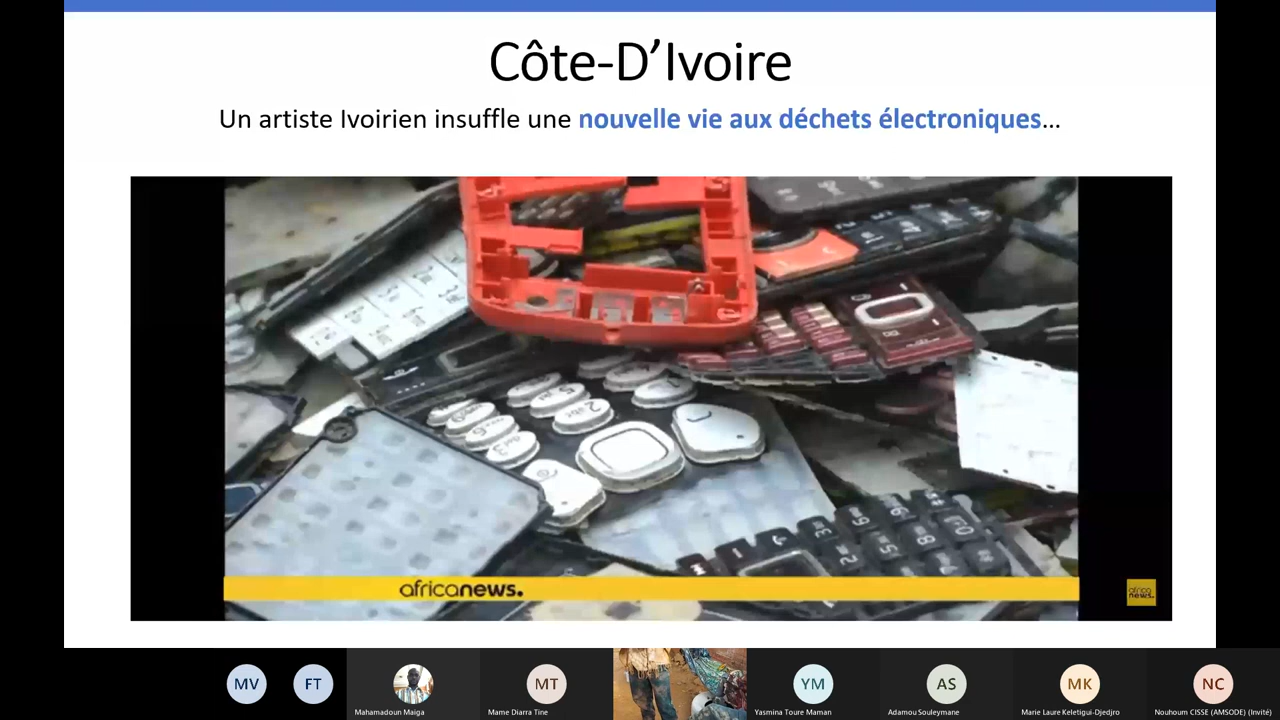 Côte-D’Ivoire
Un artiste Ivoirien insuffle une nouvelle vie aux déchets électroniques...
africanews.
africa
news.
MV
FT
MT
YM
AS
MK
NC
Mahamadoun Maiga
Mame Diarra Tine
Yasmina Toure Maman
Adamou Souleymane
Marie Laure Keletigui-Djedjro
Nouhoum CISSE (AMSODE) (Invité)